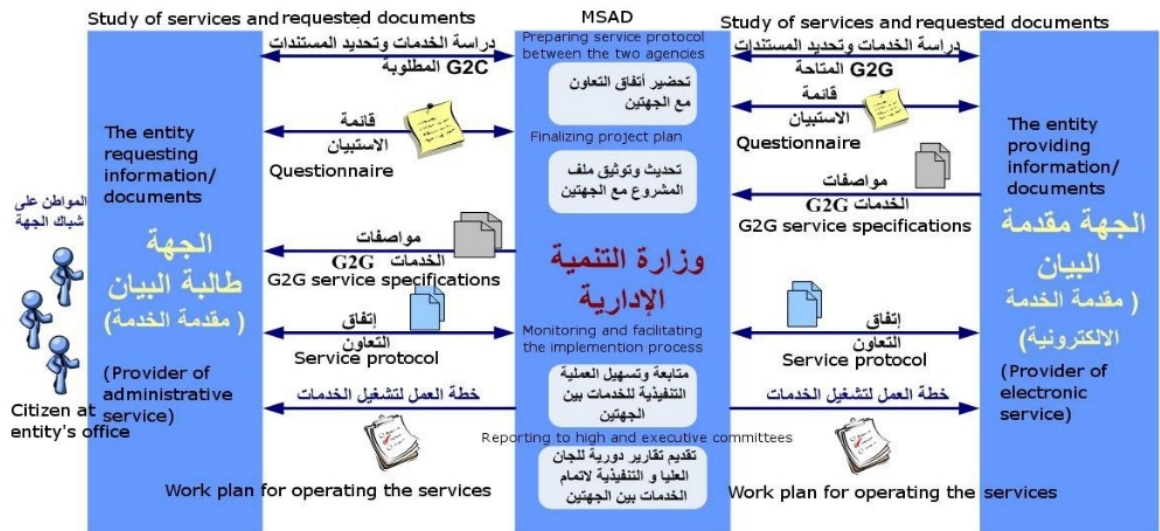 Study of services and requested documents
MSAD
Study of services and requested documents
المواطن على
شباك الجهة
Citizen at
entity's office
The entity
requesting
information/
documents
الجهة
طالبة البيان
(مقدمة الخدمة)
(Provider of
administrative
service)
دراسة الخدمات وتحديد المستندات
G2C المطلوبة
قائمة
الاستبيان
Questionnaire
مواصفات
الخدمات G2G
G2G service specifications
إتفاق
التعاون
Service protocol
خطة العمل لتشغيل الخدمات
Work plan for operating the services
Preparing service protocol
between the two agencies
تحضير أتفاق التعاون
مع الجهتين
Finalizing project plan
تحديث وتوثيق ملف
المشروع مع الجهتين
وزارة التنمية
الإدارية
Monitoring and facilitating
the implemention process
متابعة وتسهيل العملية
التنفيذية للخدمات بين
الجهتين
Reporting to high and executive committees
تقديم تقارير دورية للجان
العليا و التنفيذية لاتمام
الخدمات بين الجهتين
دراسة الخدمات وتحديد المستندات
G2G المتاحة
قائمة
الاستبيان
Questionnaire
مواصفات
الخدمات G2G
G2G service specifications
إتفاق
التعاون
Service protocol
خطة العمل لتشغيل الخدمات
Work plan for operating the services
The entity
providing
information/
documents
الجهة مقدمة
البيان
(مقدمة الخدمة
الالكترونية)
(Provider of
electronic
service)